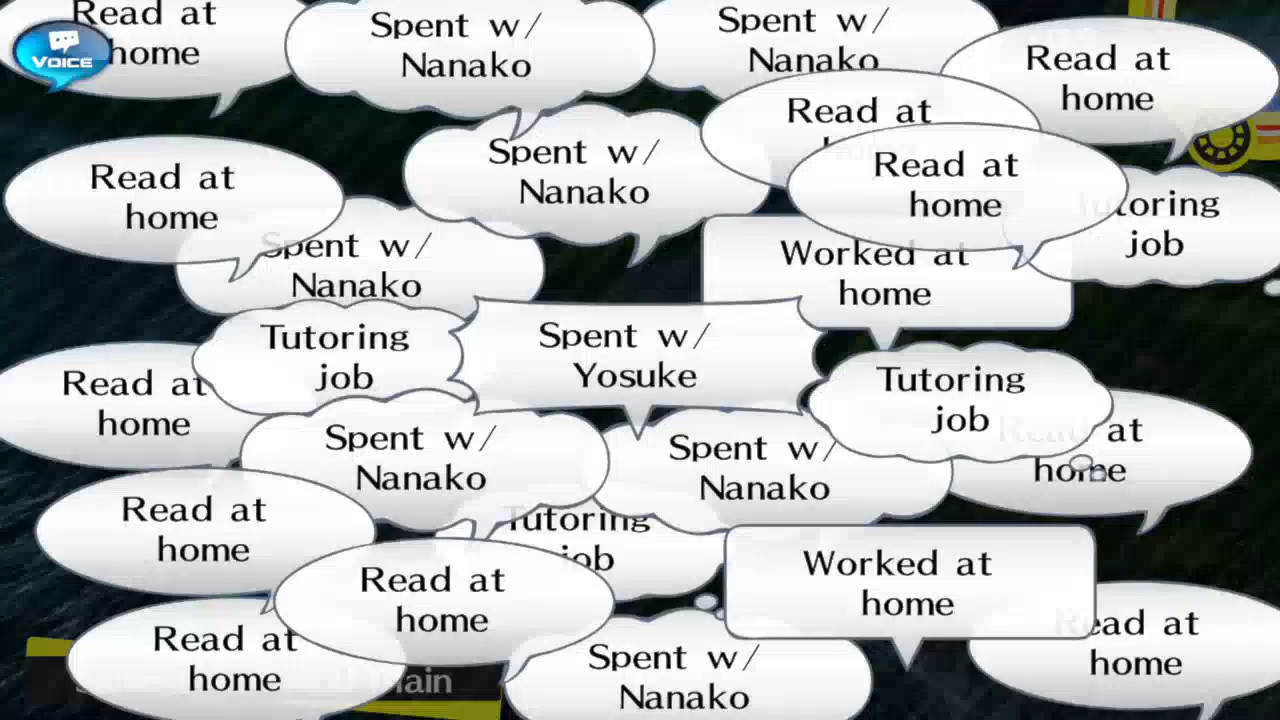 Read at
home
VOICE
Spent w/
Nanako
Spent w/
Nanako
Read at
home
Read at
Spent w/
Nanako
Read at
home
Read at
home
Tutoring
job
Spent w/
Nanako
Worked at
home
Tutoring
job
Spent w/
Yosuke
Read at
home
Tutoring
job
Read at
home
Spent w/
Nanako
Spent w/
Nanako
Read at
home
Tutoring
job
Worked at
home
Read at
home
Read at
home
Read at
home
Spent w/
Nanako